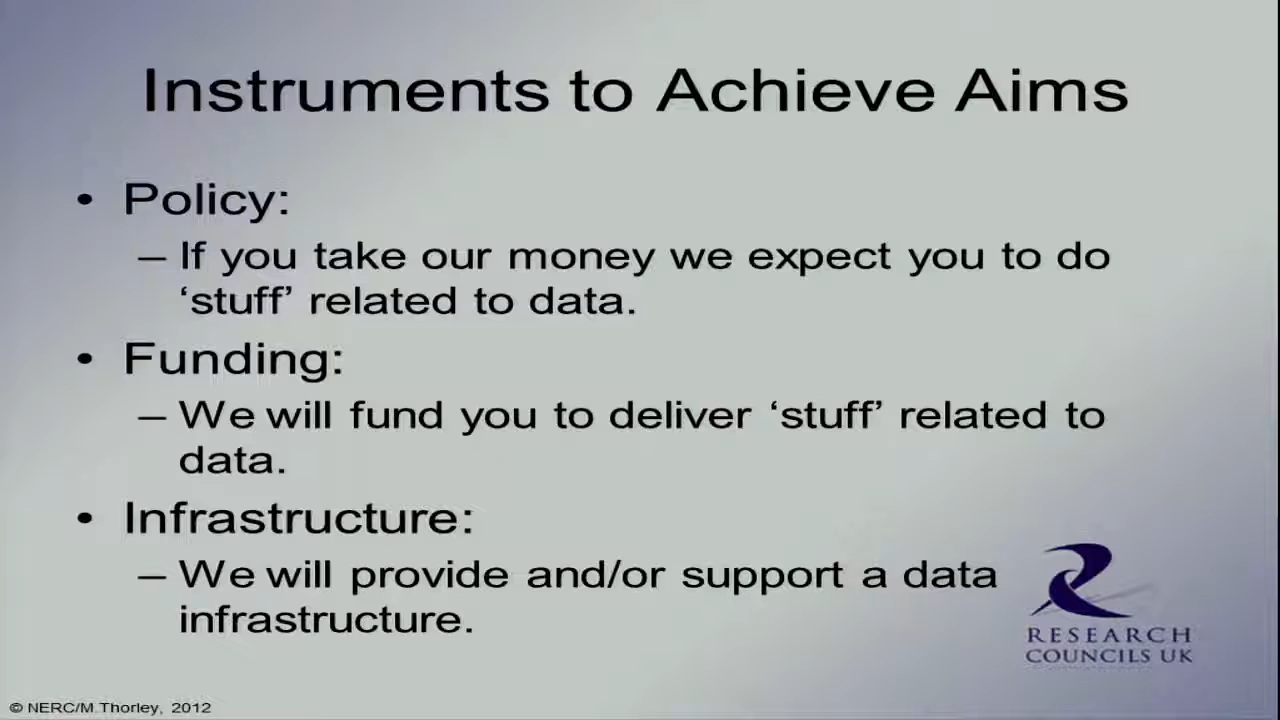 Instruments to Achieve Aims
• Policy:
– If you take our money we expect you to do
‘stuff’ related to data.
• Funding:
– We will fund you to deliver ‘stuff’ related to
data.
• Infrastructure:
– We will provide and/or support a data
infrastructure.
RESEARCH
COUNCILS UK
© NERC/M Thorley, 2012